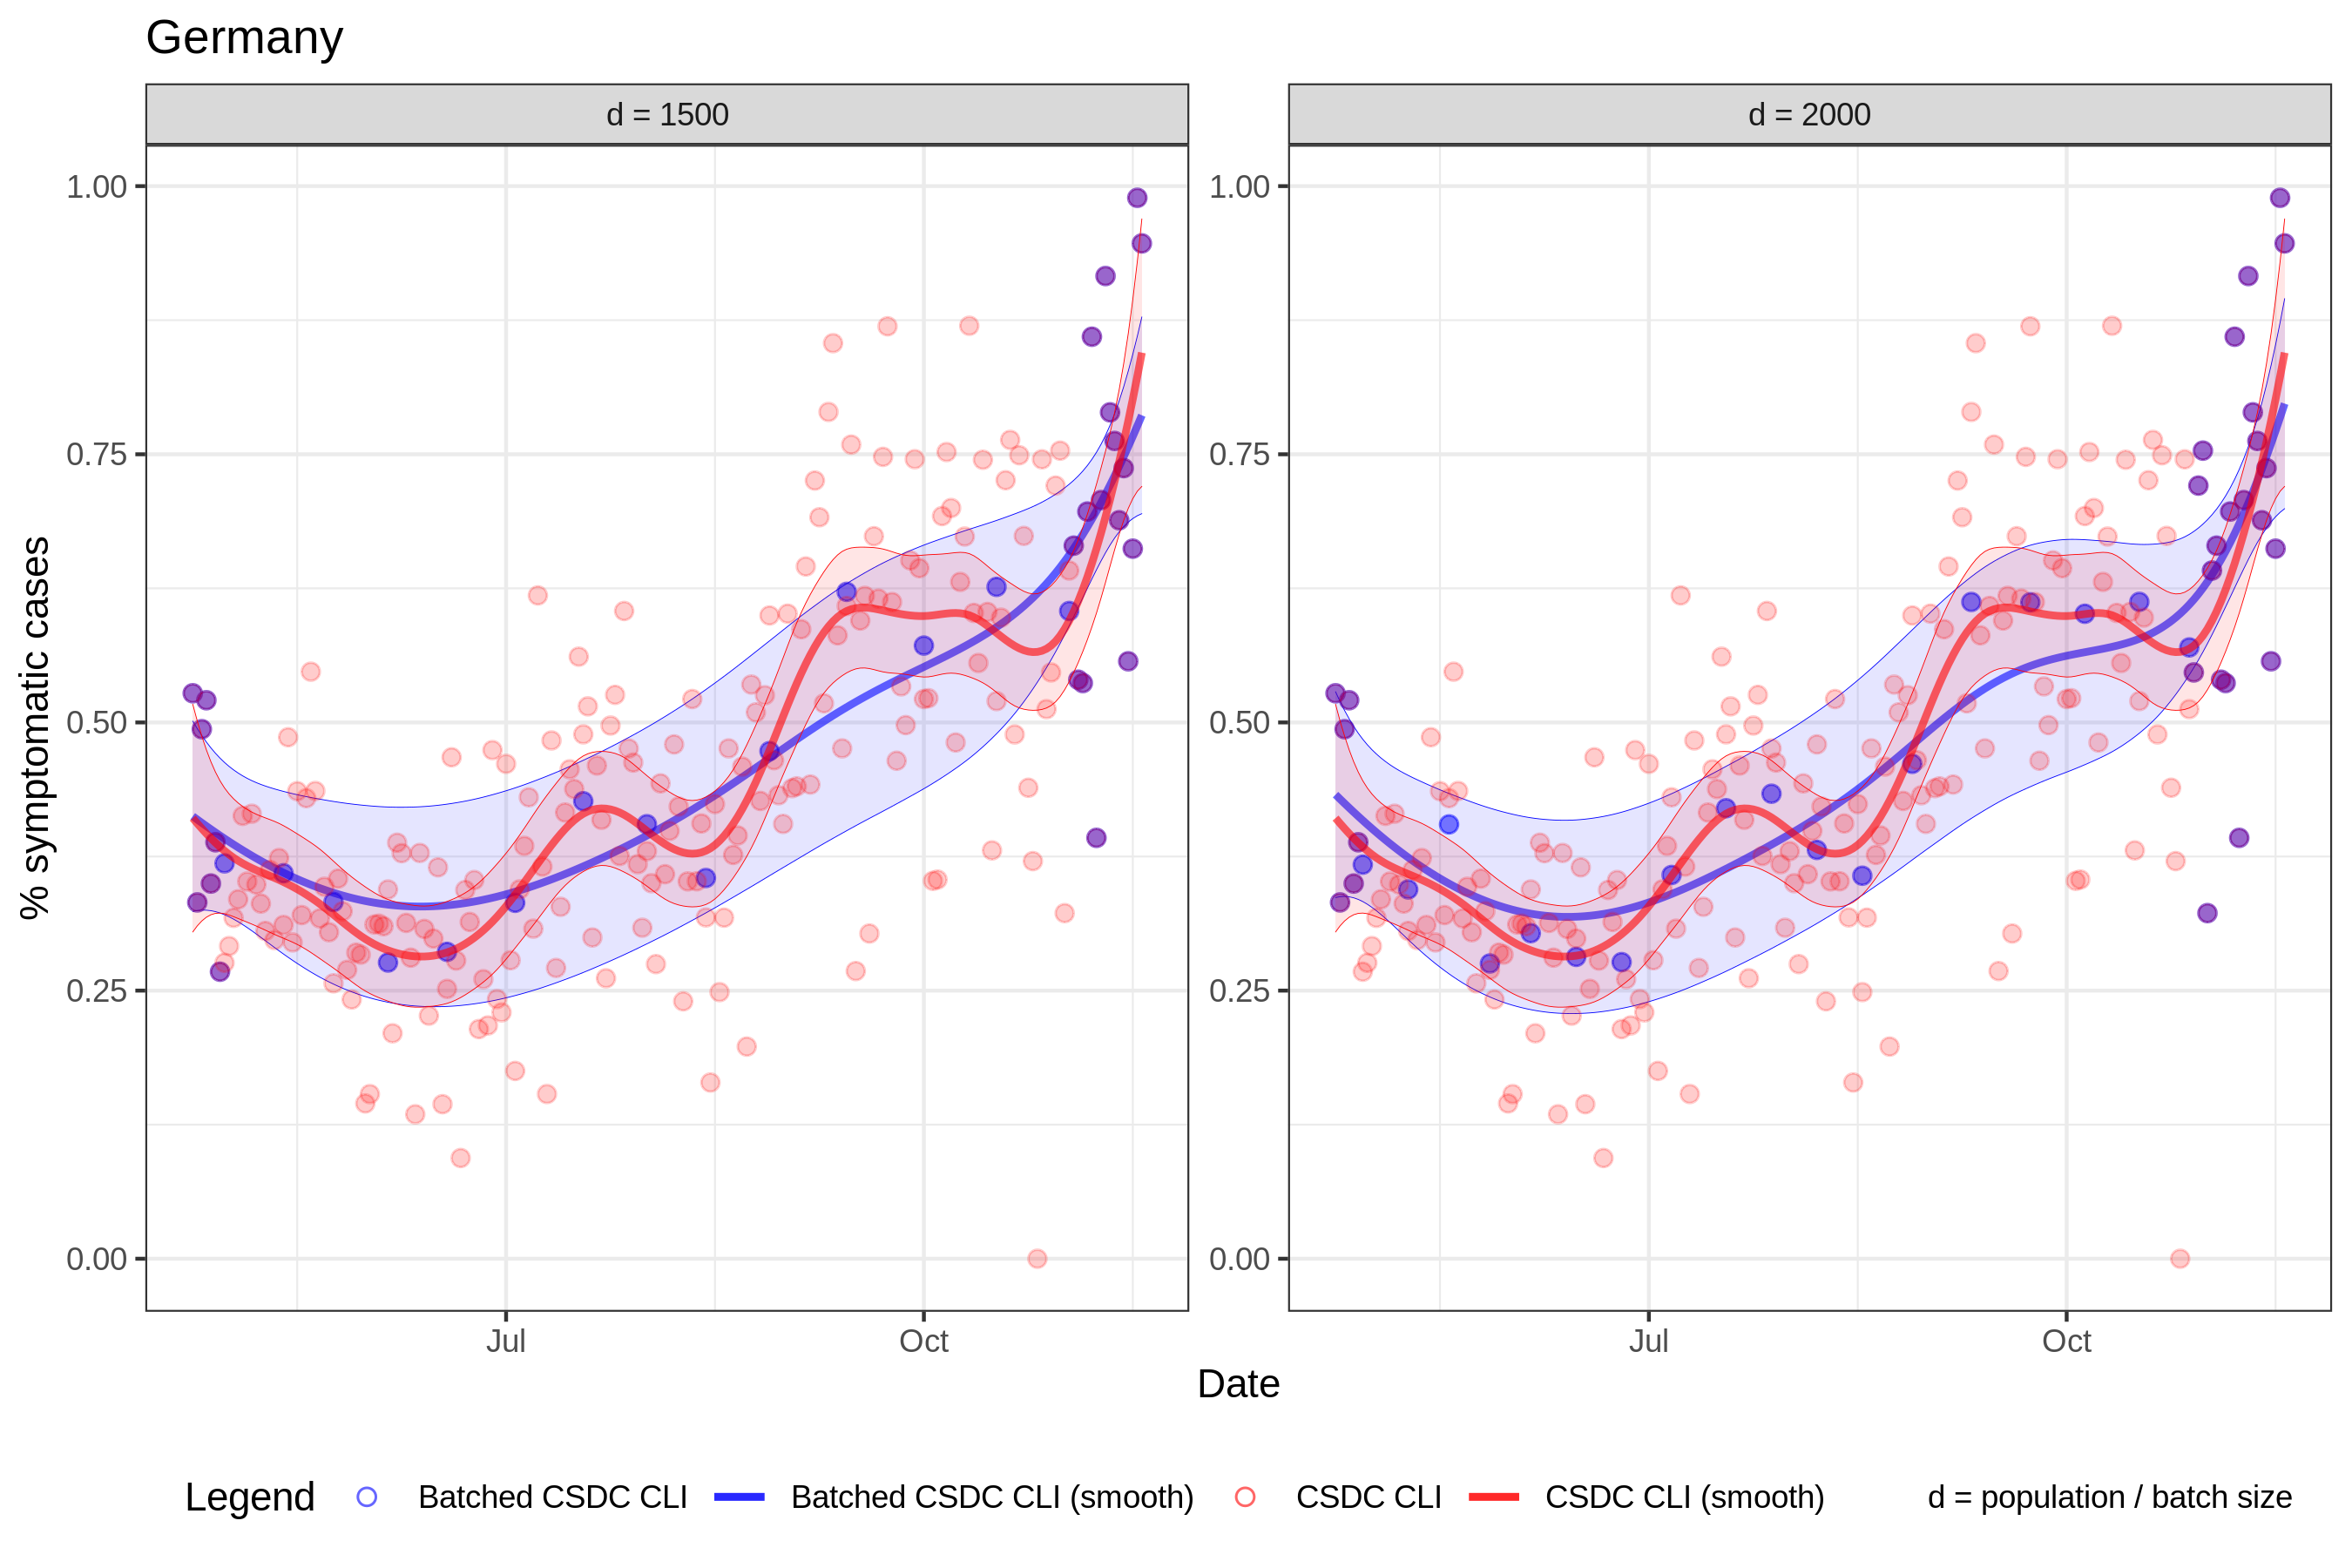 Germany
d = 1500
d = 2000
% symptomatic cases
1.00
0.75
0.50
0.25
0.00
1.00
0.75
0.50
0.25
0.00
Jul
Oct
Jul
Oct
Date
Legend Batched CSDC CLI Batched CSDC CLI (smooth) CSDC CLI CSDC CLI (smooth) d = population / batch size